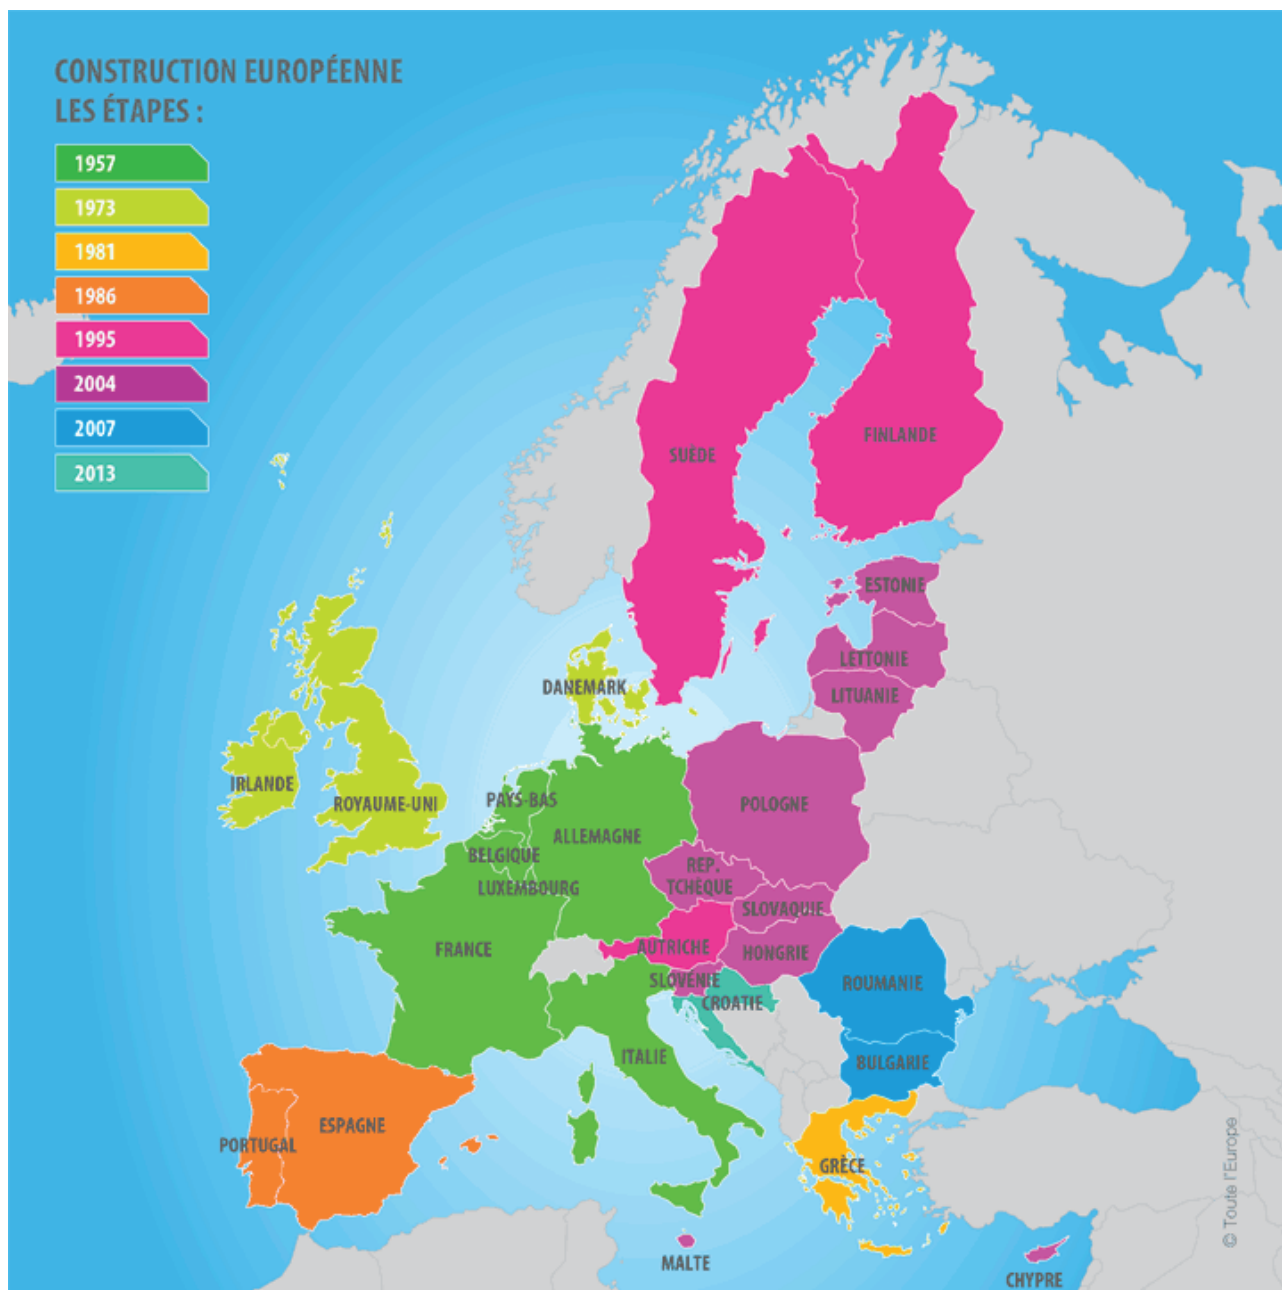 CONSTRUCTION EUROPÉENNE
LES ÉTAPES :
1957
1973
1981
1986
1995
2004
2007
2013
FINLANDE
SUÈDE
ESTONIE
LETTONIE
LITUANIE
DANEMARK
IRLANDE
ROYAUME-UNI
PAYS-BAS
POLOGNE
ALLEMAGNE
BELGIQUE
REP.
TCHÈQUE
LUXEMBOURG
SLOVAQUIE
FRANCE
AUTRICHE
HONGRIE
SLOVÉNIE
ROUMANIE
CROATIE
ITALIE
BULGARIE
ESPAGNE
PORTUGAL
GRÈCE
MALTE
CHYPRE
© Toute l'Europe